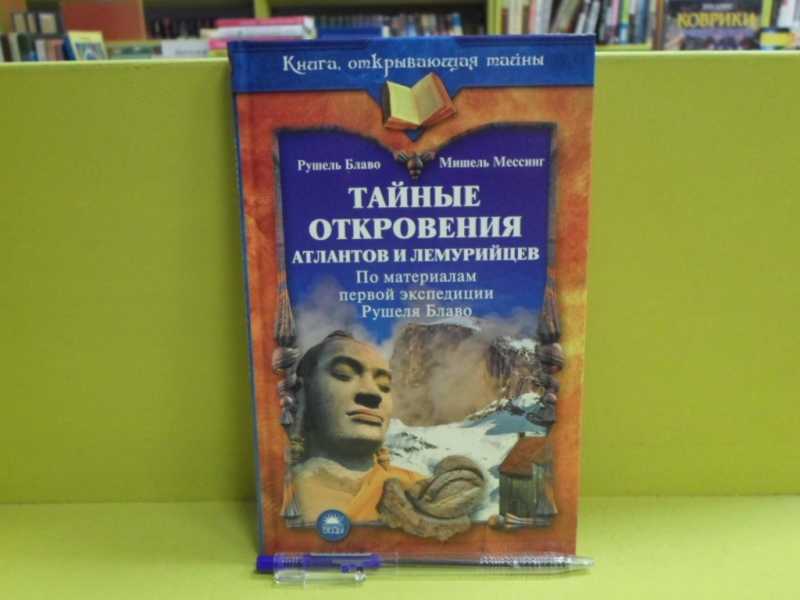 Книга, открывающая тайны
Рушель Блаво
Мишель Мессинг
ТАЙНЫЕ
ОТКРОВЕНИЯ
АТЛАНТОВ И ЛЕМУРИЙЦЕВ
По материалам
первой экспедиции
Рушеля Блаво
КОВРИКИ